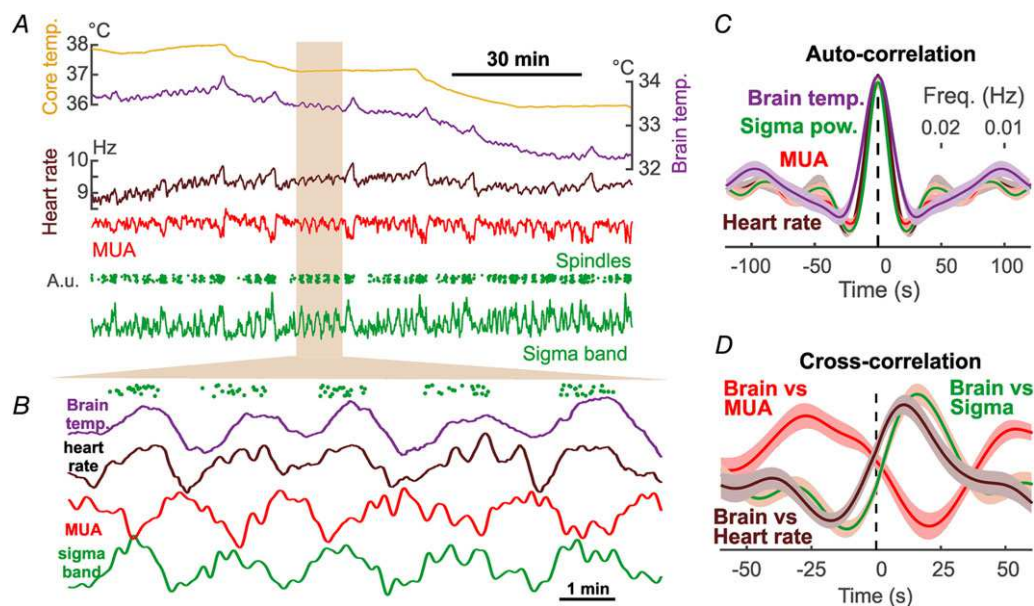 A
°C
38
37
36
Core temp.
30 min
°C
34
33
32
Brain temp.
Hz
10
9
Heart rate
MUA
Spindles
A.u.
Sigma band
B
Brain
temp.
heart
rate
MUA
sigma
band
1 min
C
Auto-correlation
Brain temp.
Sigma pow.
MUA
Heart rate
Freq. (Hz)
0.02 0.01
-100 -50 0 50 100
Time (s)
D
Cross-correlation
Brain vs
MUA
Brain vs
Sigma
Brain vs
Heart rate
-50 -25 0 25 50
Time (s)